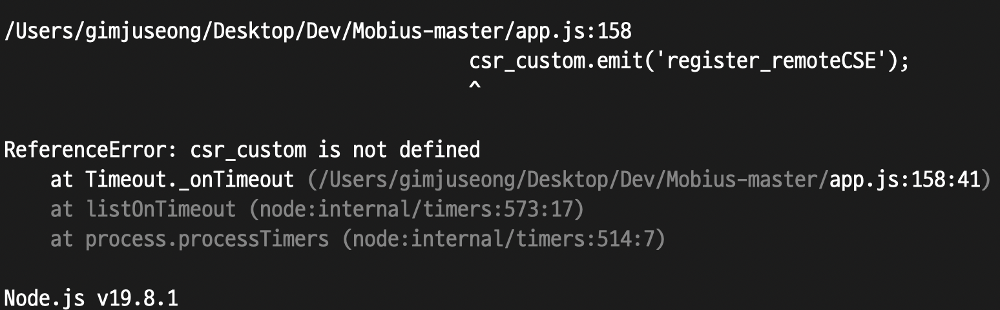 /Users/gimjuseong/Desktop/Dev/Mobius-master/app.js:158
csr_custom.emit('register_remoteCSE');
^
ReferenceError: csr_custom is not defined
at Timeout._onTimeout (/Users/gimjuseong/Desktop/Dev/Mobius-master/app.js:158:41)
at listOnTimeout (node:internal/timers:573:17)
at process.processTimers (node:internal/timers:514:7)
Node.js v19.8.1